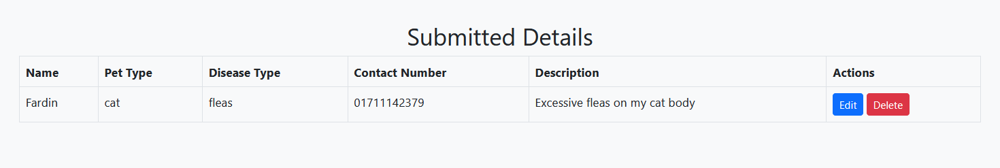 Submitted Details
Name Pet Type Disease Type Contact Number Description Actions
Fardin cat fleas 01711142379 Excessive fleas on my cat body Edit Delete